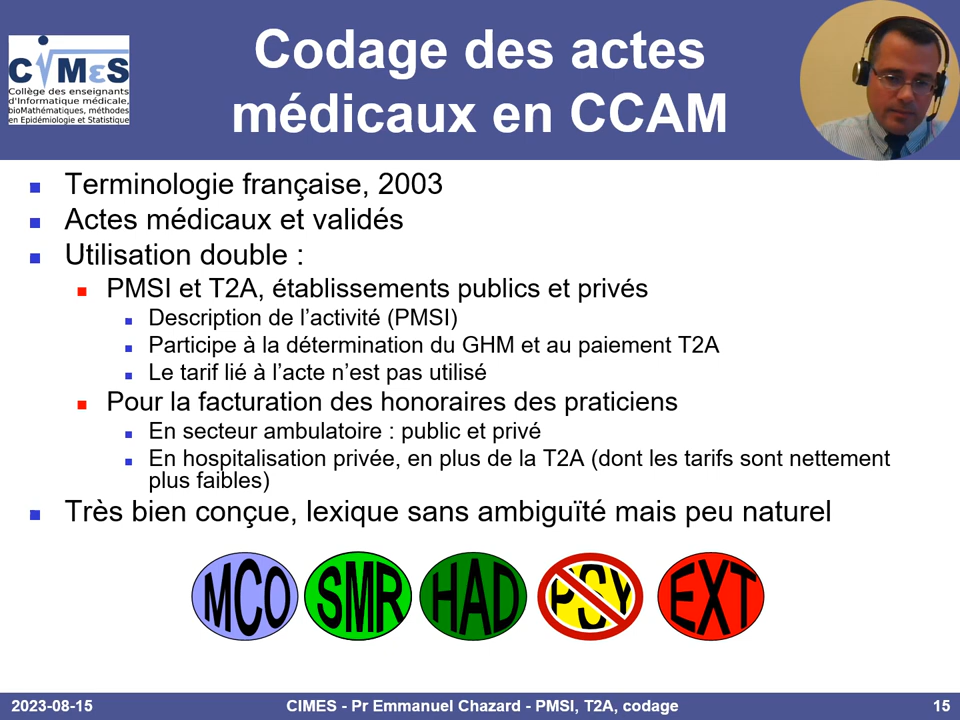 CIMES
Collège des enseignants
d'Informatique médicale,
bioMathématiques, méthodes
en Epidémiologie et Statistique
Codage des actes
médicaux en CCAM
Terminologie française, 2003
Actes médicaux et validés
Utilisation double :
PMSI et T2A, établissements publics et privés
Description de l’activité (PMSI)
Participe à la détermination du GHM et au paiement T2A
Le tarif lié à l’acte n’est pas utilisé
Pour la facturation des honoraires des praticiens
En secteur ambulatoire : public et privé
En hospitalisation privée, en plus de la T2A (dont les tarifs sont nettement
plus faibles)
Très bien conçue, lexique sans ambiguïté mais peu naturel
MCO SMR HAD PSY EXT
2023-08-15 CIMES - Pr Emmanuel Chazard - PMSI, T2A, codage 15